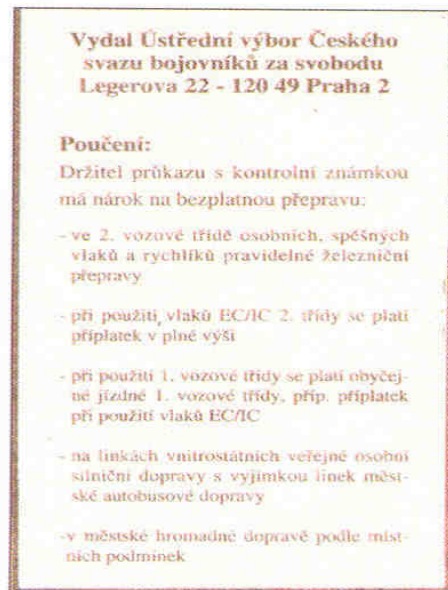 Vydal Ústřední výbor Českého
svazu bojovníků za svobodu
Legerova 22 - 120 49 Praha 2
Poučení:
Držitel průkazu s kontrolní známkou
má nárok na bezplatnou přepravu:
- ve 2. vozové třídě osobních, spěšných
vlaků a rychlíků pravidelné železniční
přepravy
- při použití vlaků EC/IC 2. třídy se platí
příplatek v plné výši
- při použití 1. vozové třídy se platí obyčej-
né jízdné 1. vozové třídy, příp. příplatek
při použití vlaků EC/IC
- na linkách vnitrostátních veřejné osobní
silniční dopravy s vyjímkou linek měst-
ské autobusové dopravy
-v městské hromadné dopravě podle míst-
ních podmínek